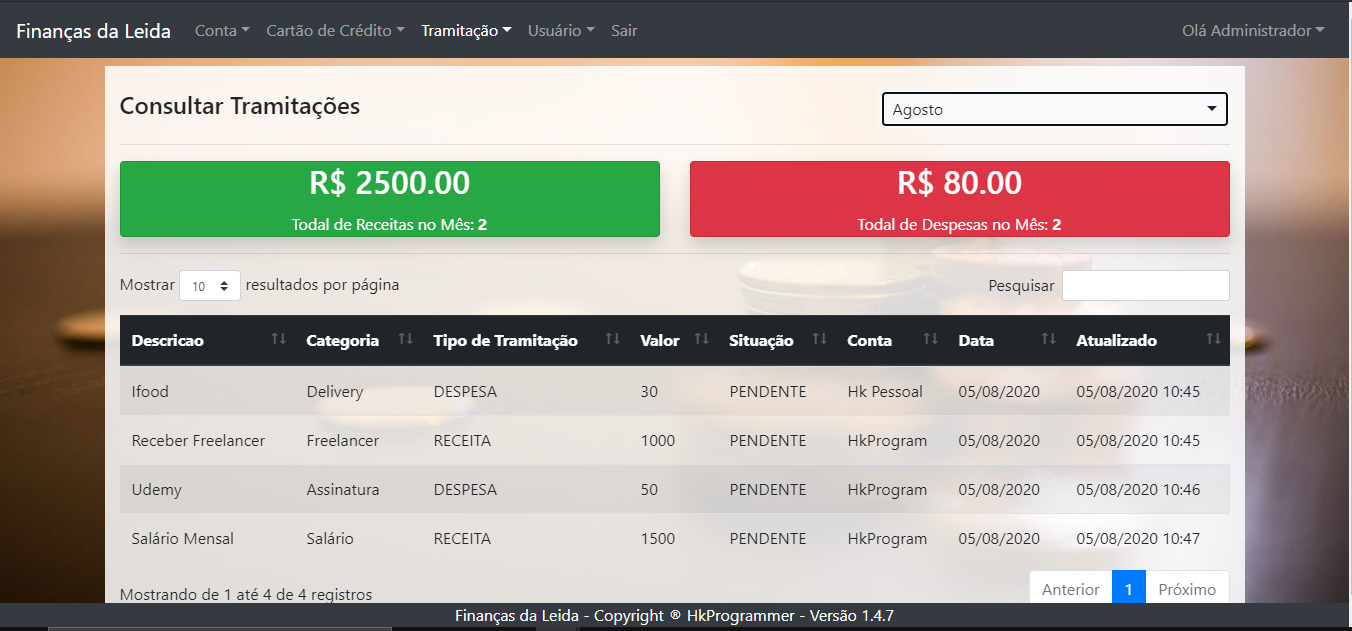 Finanças da Leida Conta Cartão de Crédito Tramitação Usuário Sair Olá Administrador
Consultar Tramitações Agosto
R$ 2500.00 R$ 80.00
Todal de Receitas no Mês: 2 Todal de Despesas no Mês: 2
Mostrar 10 resultados por página Pesquisar
Descricao Categoria Tipo de Tramitação Valor Situação Conta Data Atualizado
Ifood Delivery DESPESA 30 PENDENTE Hk Pessoal 05/08/2020 05/08/2020 10:45
Receber Freelancer Freelancer RECEITA 1000 PENDENTE HkProgram 05/08/2020 05/08/2020 10:45
Udemy Assinatura DESPESA 50 PENDENTE HkProgram 05/08/2020 05/08/2020 10:46
Salário Mensal Salário RECEITA 1500 PENDENTE HkProgram 05/08/2020 05/08/2020 10:47
Mostrando de 1 até 4 de 4 registros Anterior 1 Próximo
Finanças da Leida - Copyright ® HkProgrammer - Versão 1.4.7